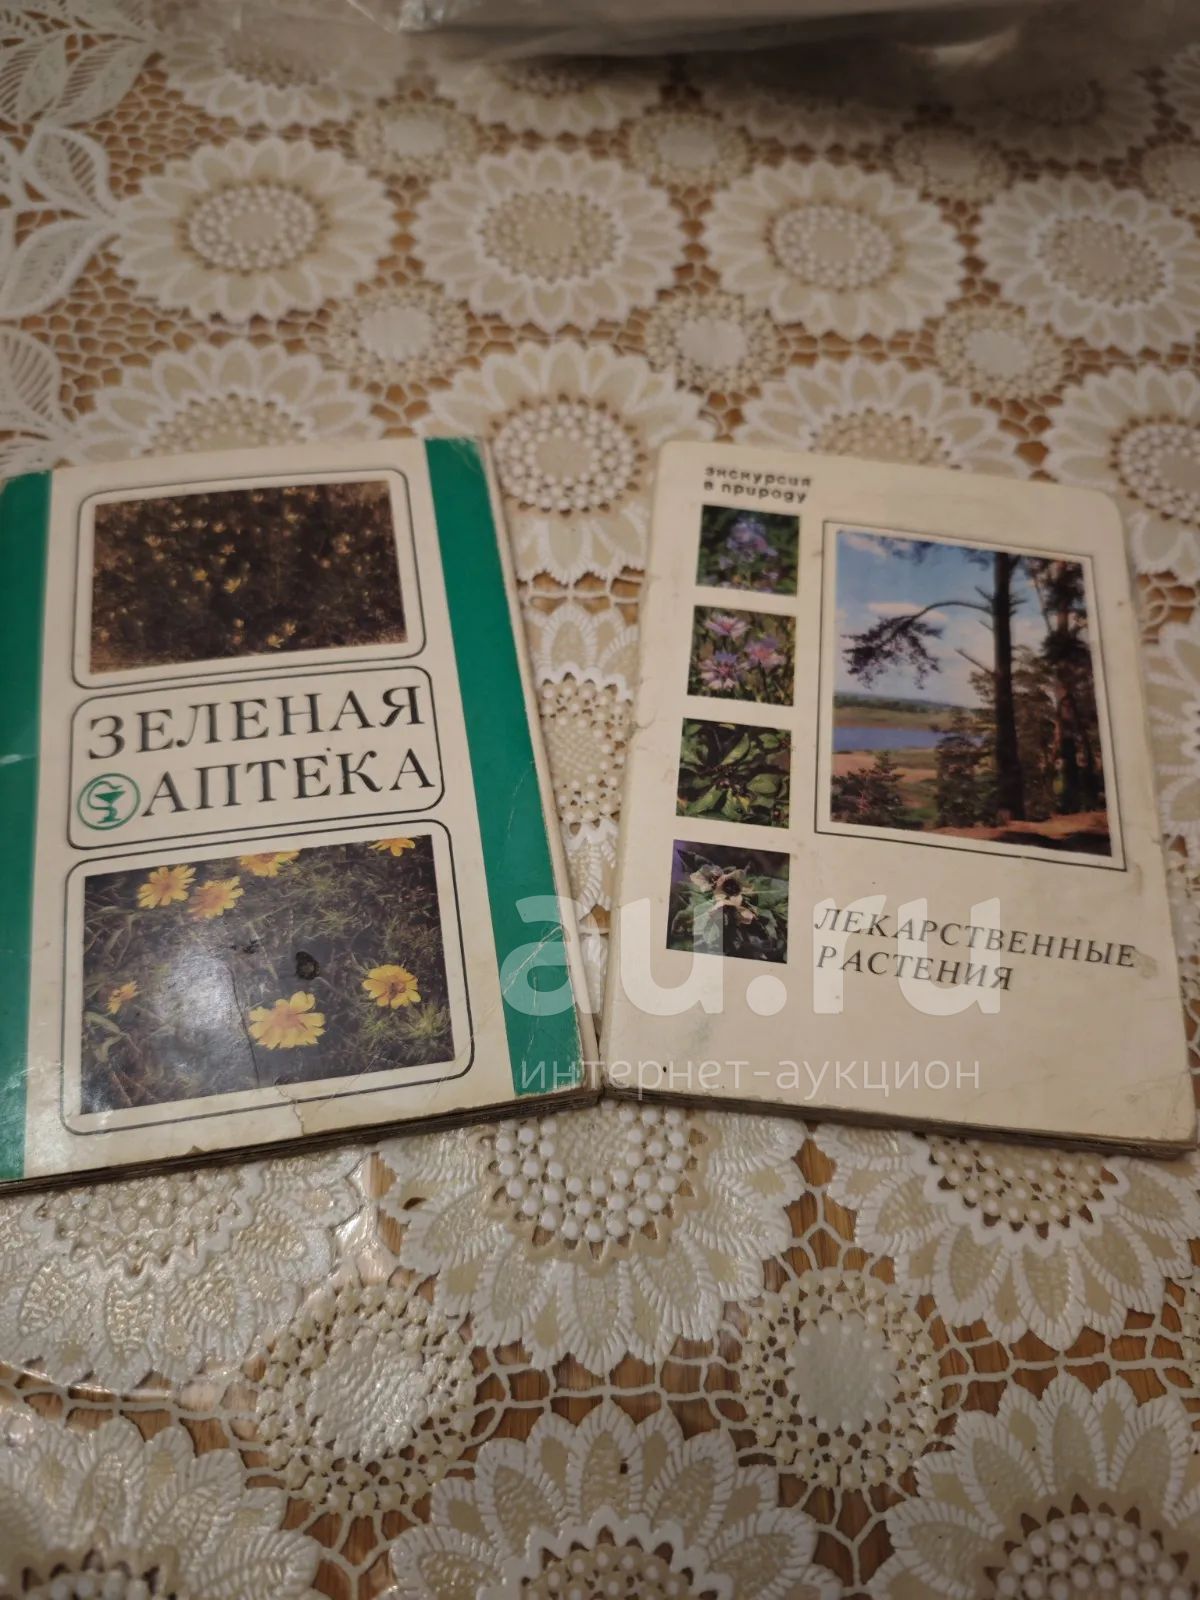 ЗЕЛЕНАЯ
АПТЕКА
экскурсия
в природу
ЛЕКАРСТВЕННЫЕ
РАСТЕНИЯ
au.ru
интернет-аукцион